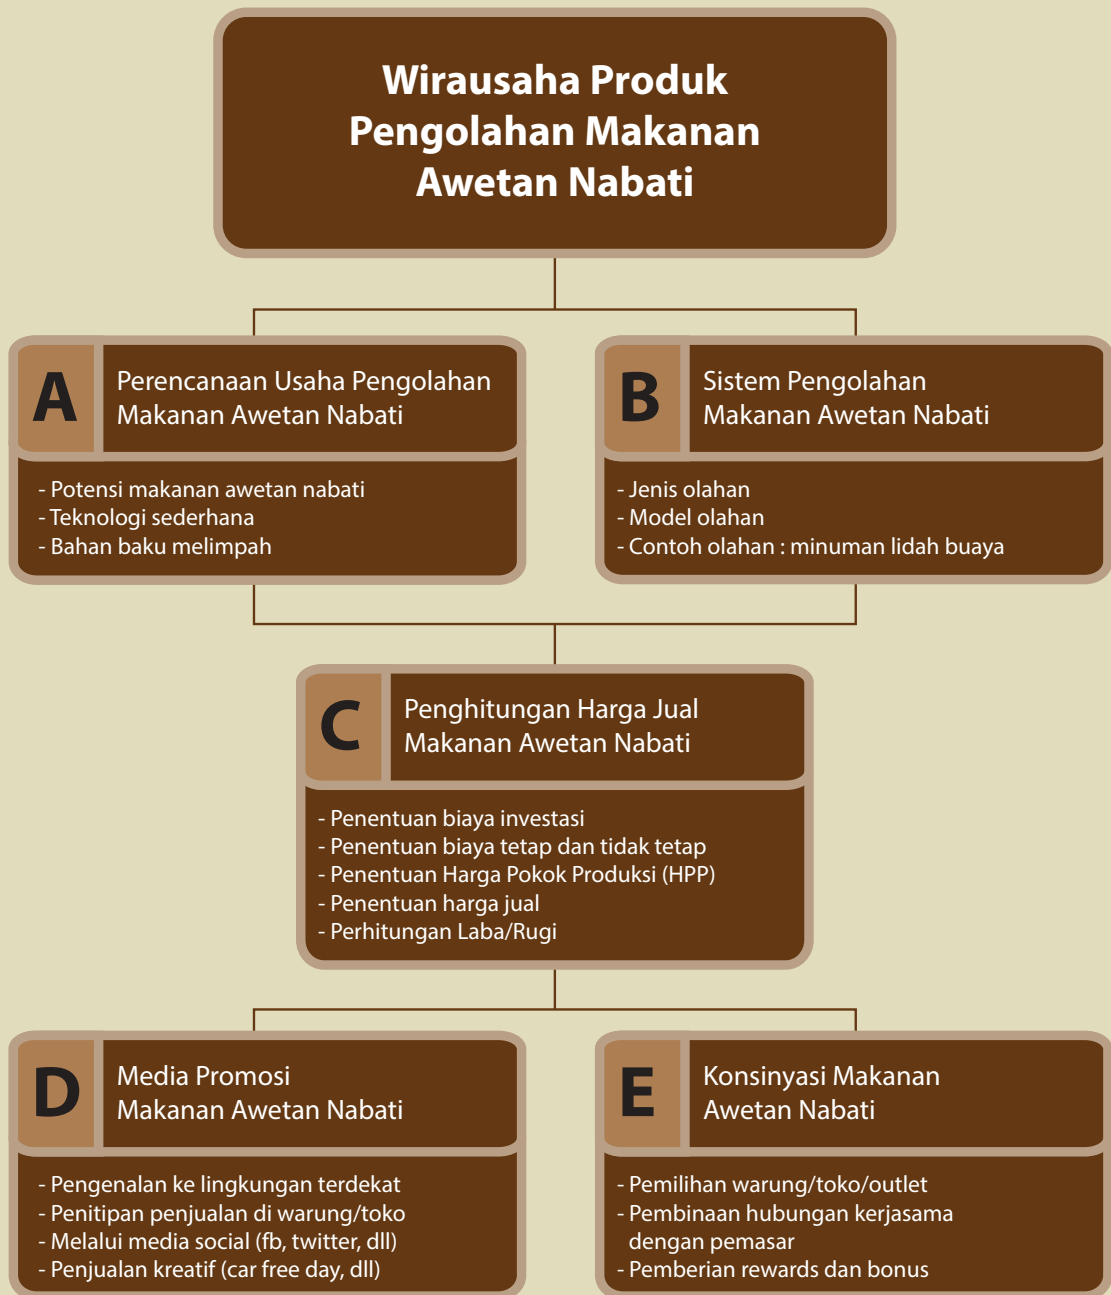 Wirausaha Produk
Pengolahan Makanan
Awetan Nabati
A
Perencanaan Usaha Pengolahan
Makanan Awetan Nabati
- Potensi makanan awetan nabati
- Teknologi sederhana
- Bahan baku melimpah
B
Sistem Pengolahan
Makanan Awetan Nabati
- Jenis olahan
- Model olahan
- Contoh olahan : minuman lidah buaya
C
Penghitungan Harga Jual
Makanan Awetan Nabati
- Penentuan biaya investasi
- Penentuan biaya tetap dan tidak tetap
- Penentuan Harga Pokok Produksi (HPP)
- Penentuan harga jual
- Perhitungan Laba/Rugi
D
Media Promosi
Makanan Awetan Nabati
- Pengenalan ke lingkungan terdekat
- Penitipan penjualan di warung/toko
- Melalui media social (fb, twitter, dll)
- Penjualan kreatif (car free day, dll)
E
Konsinyasi Makanan
Awetan Nabati
- Pemilihan warung/toko/outlet
- Pembinaan hubungan kerjasama
dengan pemasar
- Pemberian rewards dan bonus